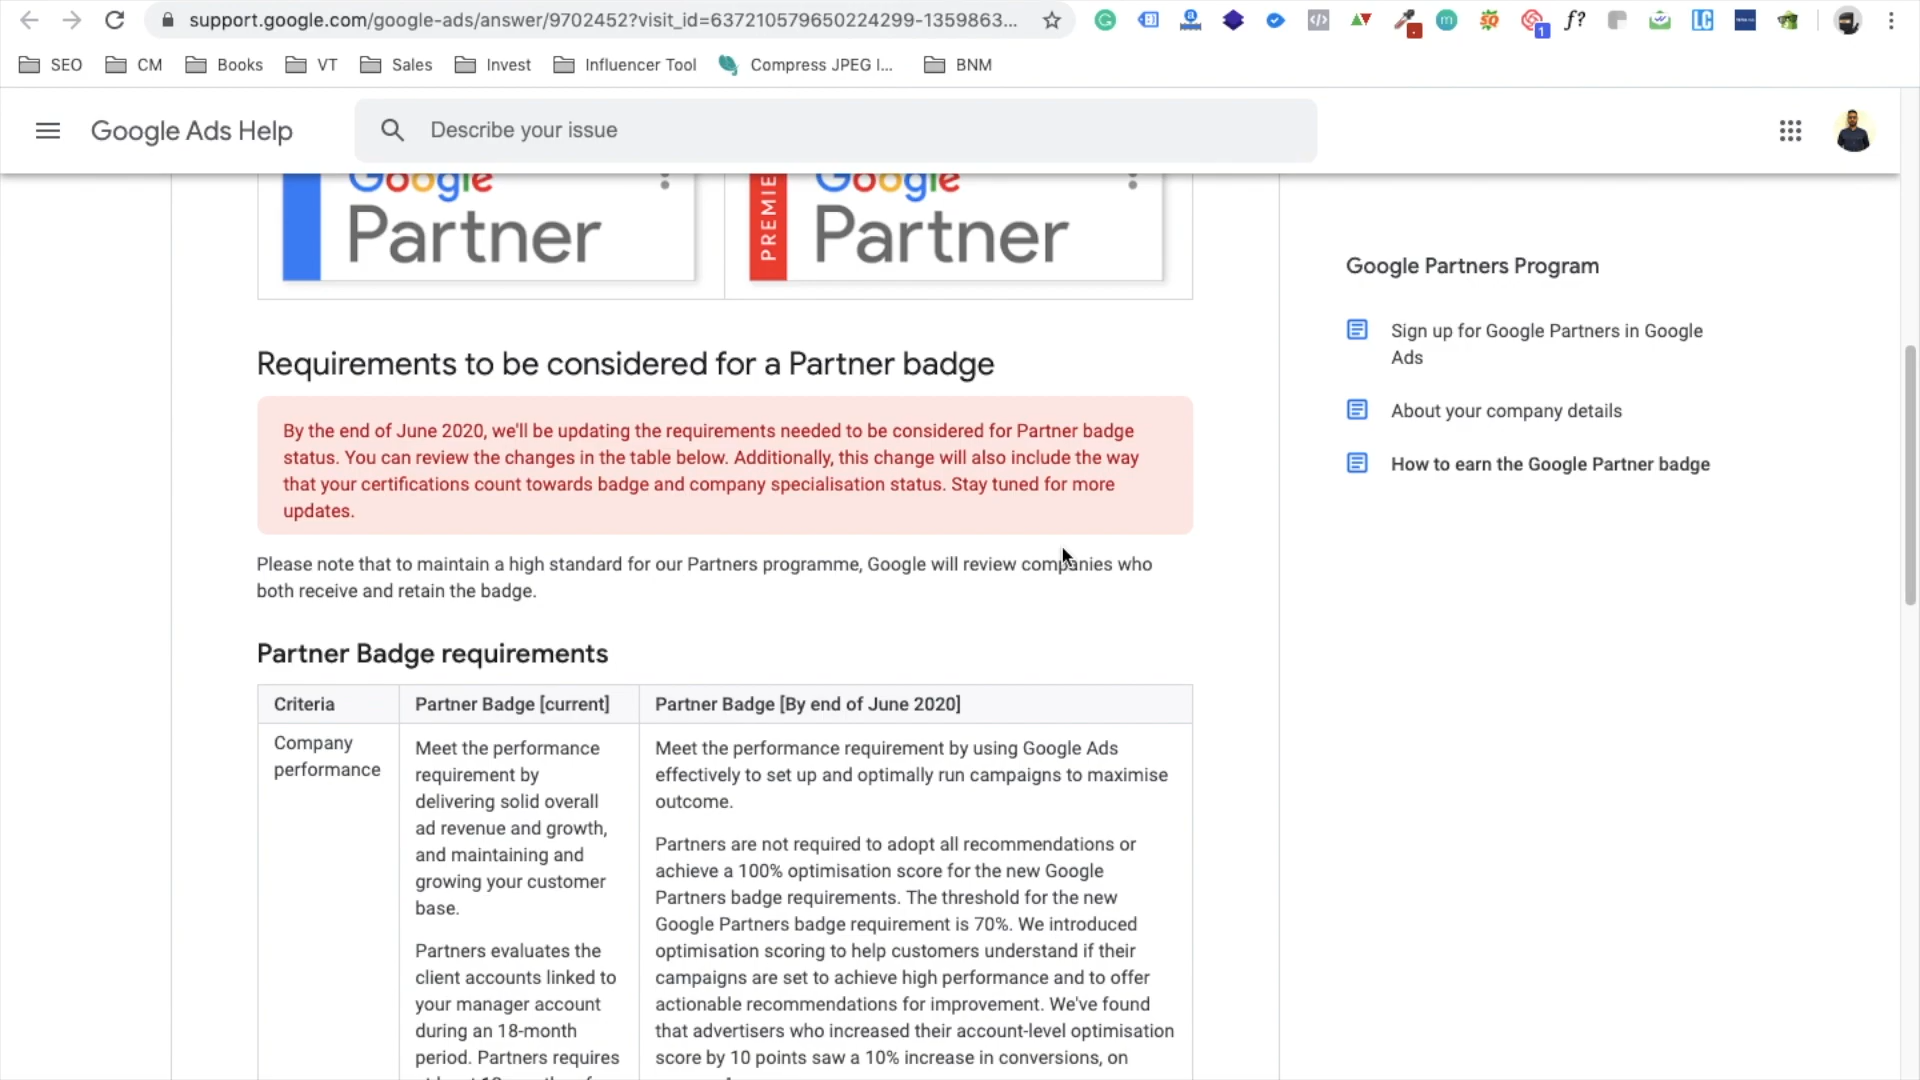 support.google.com/google-ads/answer/9702452?visit_id=637210579650224299-1359863...
SEO CM Books VT Sales Invest Influencer Tool Compress JPEG I... BNM
Google Ads Help
Describe your issue
Google
Partner
PREMIE
Google
Partner
Requirements to be considered for a Partner badge
By the end of June 2020, we'll be updating the requirements needed to be considered for Partner badge
status. You can review the changes in the table below. Additionally, this change will also include the way
that your certifications count towards badge and company specialisation status. Stay tuned for more
updates.
Please note that to maintain a high standard for our Partners programme, Google will review companies who
both receive and retain the badge.
Partner Badge requirements
Criteria
Partner Badge [current]
Partner Badge [By end of June 2020]
Company
performance
Meet the performance
requirement by
delivering solid overall
ad revenue and growth,
and maintaining and
growing your customer
base.
Partners evaluates the
client accounts linked to
your manager account
during an 18-month
period. Partners requires
Meet the performance requirement by using Google Ads
effectively to set up and optimally run campaigns to maximise
outcome.
Partners are not required to adopt all recommendations or
achieve a 100% optimisation score for the new Google
Partners badge requirements. The threshold for the new
Google Partners badge requirement is 70%. We introduced
optimisation scoring to help customers understand if their
campaigns are set to achieve high performance and to offer
actionable recommendations for improvement. We've found
that advertisers who increased their account-level optimisation
score by 10 points saw a 10% increase in conversions, on
Google Partners Program
Sign up for Google Partners in Google
Ads
About your company details
How to earn the Google Partner badge